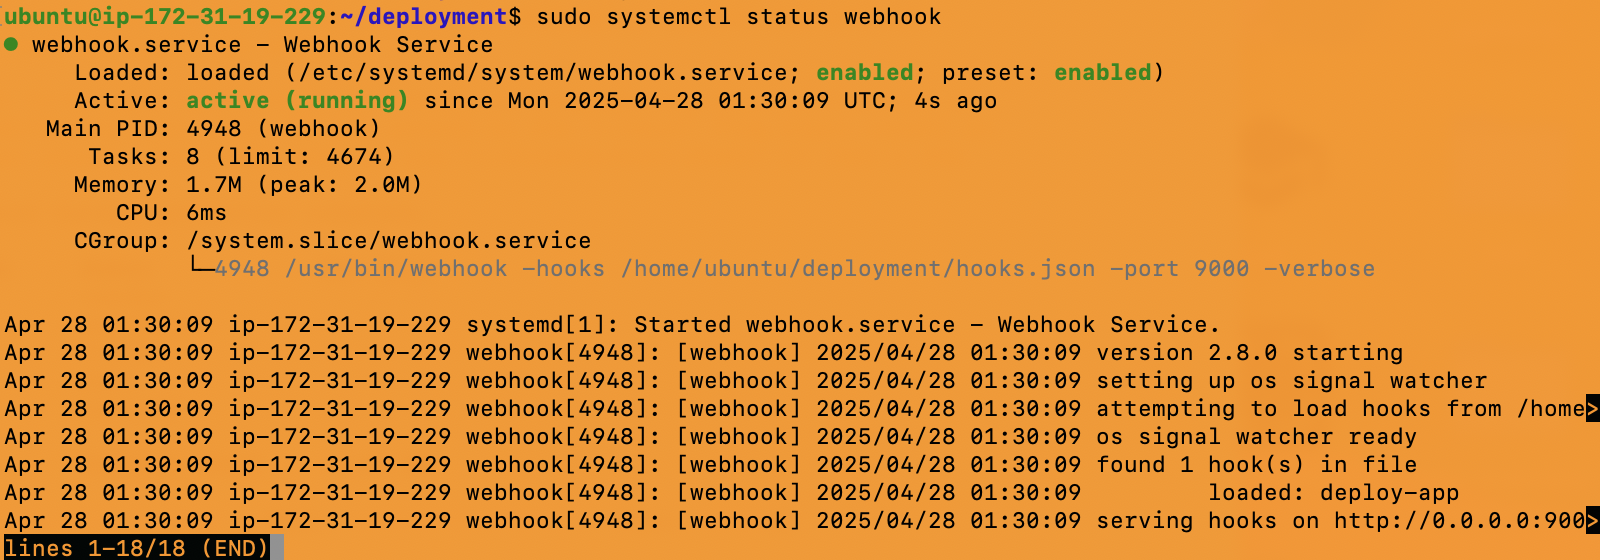 ubuntu@ip-172-31-19-229:~/deployment$ sudo systemctl status webhook
● webhook.service - Webhook Service
     Loaded: loaded (/etc/systemd/system/webhook.service; enabled; preset: enabled)
     Active: active (running) since Mon 2025-04-28 01:30:09 UTC; 4s ago
   Main PID: 4948 (webhook)
      Tasks: 8 (limit: 4674)
     Memory: 1.7M (peak: 2.0M)
        CPU: 6ms
     CGroup: /system.slice/webhook.service
             └─4948 /usr/bin/webhook -hooks /home/ubuntu/deployment/hooks.json -port 9000 -verbose

Apr 28 01:30:09 ip-172-31-19-229 systemd[1]: Started webhook.service - Webhook Service.
Apr 28 01:30:09 ip-172-31-19-229 webhook[4948]: [webhook] 2025/04/28 01:30:09 version 2.8.0 starting
Apr 28 01:30:09 ip-172-31-19-229 webhook[4948]: [webhook] 2025/04/28 01:30:09 setting up os signal watcher
Apr 28 01:30:09 ip-172-31-19-229 webhook[4948]: [webhook] 2025/04/28 01:30:09 attempting to load hooks from /home>
Apr 28 01:30:09 ip-172-31-19-229 webhook[4948]: [webhook] 2025/04/28 01:30:09 os signal watcher ready
Apr 28 01:30:09 ip-172-31-19-229 webhook[4948]: [webhook] 2025/04/28 01:30:09 found 1 hook(s) in file
Apr 28 01:30:09 ip-172-31-19-229 webhook[4948]: [webhook] 2025/04/28 01:30:09         loaded: deploy-app
Apr 28 01:30:09 ip-172-31-19-229 webhook[4948]: [webhook] 2025/04/28 01:30:09 serving hooks on http://0.0.0.0:900>
lines 1-18/18 (END)